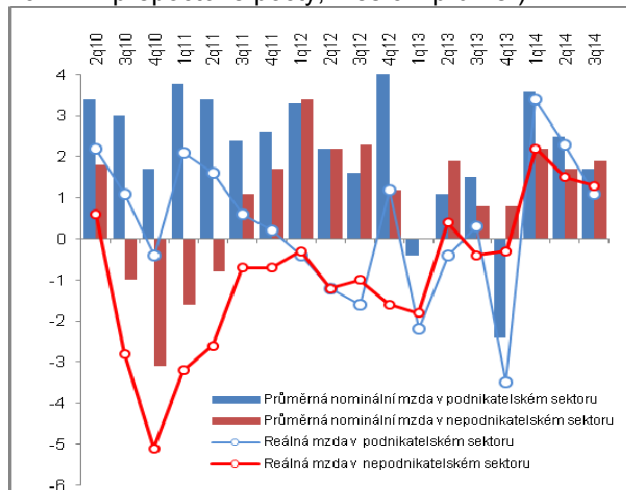 2q10 3q10 4q10 1q11 2q11 3q11 4q11 1q12 2q12 3q12 4q12 1q13 2q13 3q13 4q13 1q14 2q14 3q14
4
3
2
1
0
-1
-2
-3
-4
-5
-6
Průměrná nominální mzda v podnikatelském sektoru
Průměrná nominální mzda v nepodnikatelském sektoru
Reálná mzda v podnikatelském sektoru
Reálná mzda v nepodnikatelském sektoru